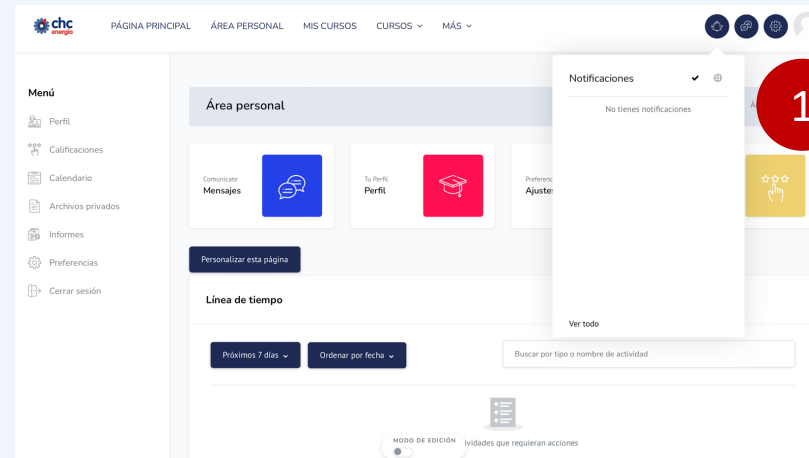 chc
energía
PÁGINA PRINCIPAL ÁREA PERSONAL MIS CURSOS CURSOS MÁS
Menú
Perfil
Calificaciones
Calendario
Archivos privados
Informes
Preferencias
Cerrar sesión
Área personal
Notificaciones
No tienes notificaciones
Ver todo
1
Comunícate
Mensajes
Tu Perfil
Perfil
Personalizar esta página
Línea de tiempo
Próximos 7 días Ordenar por fecha
Buscar por tipo o nombre de actividad
MODO DE EDICIÓN
que requieran acciones